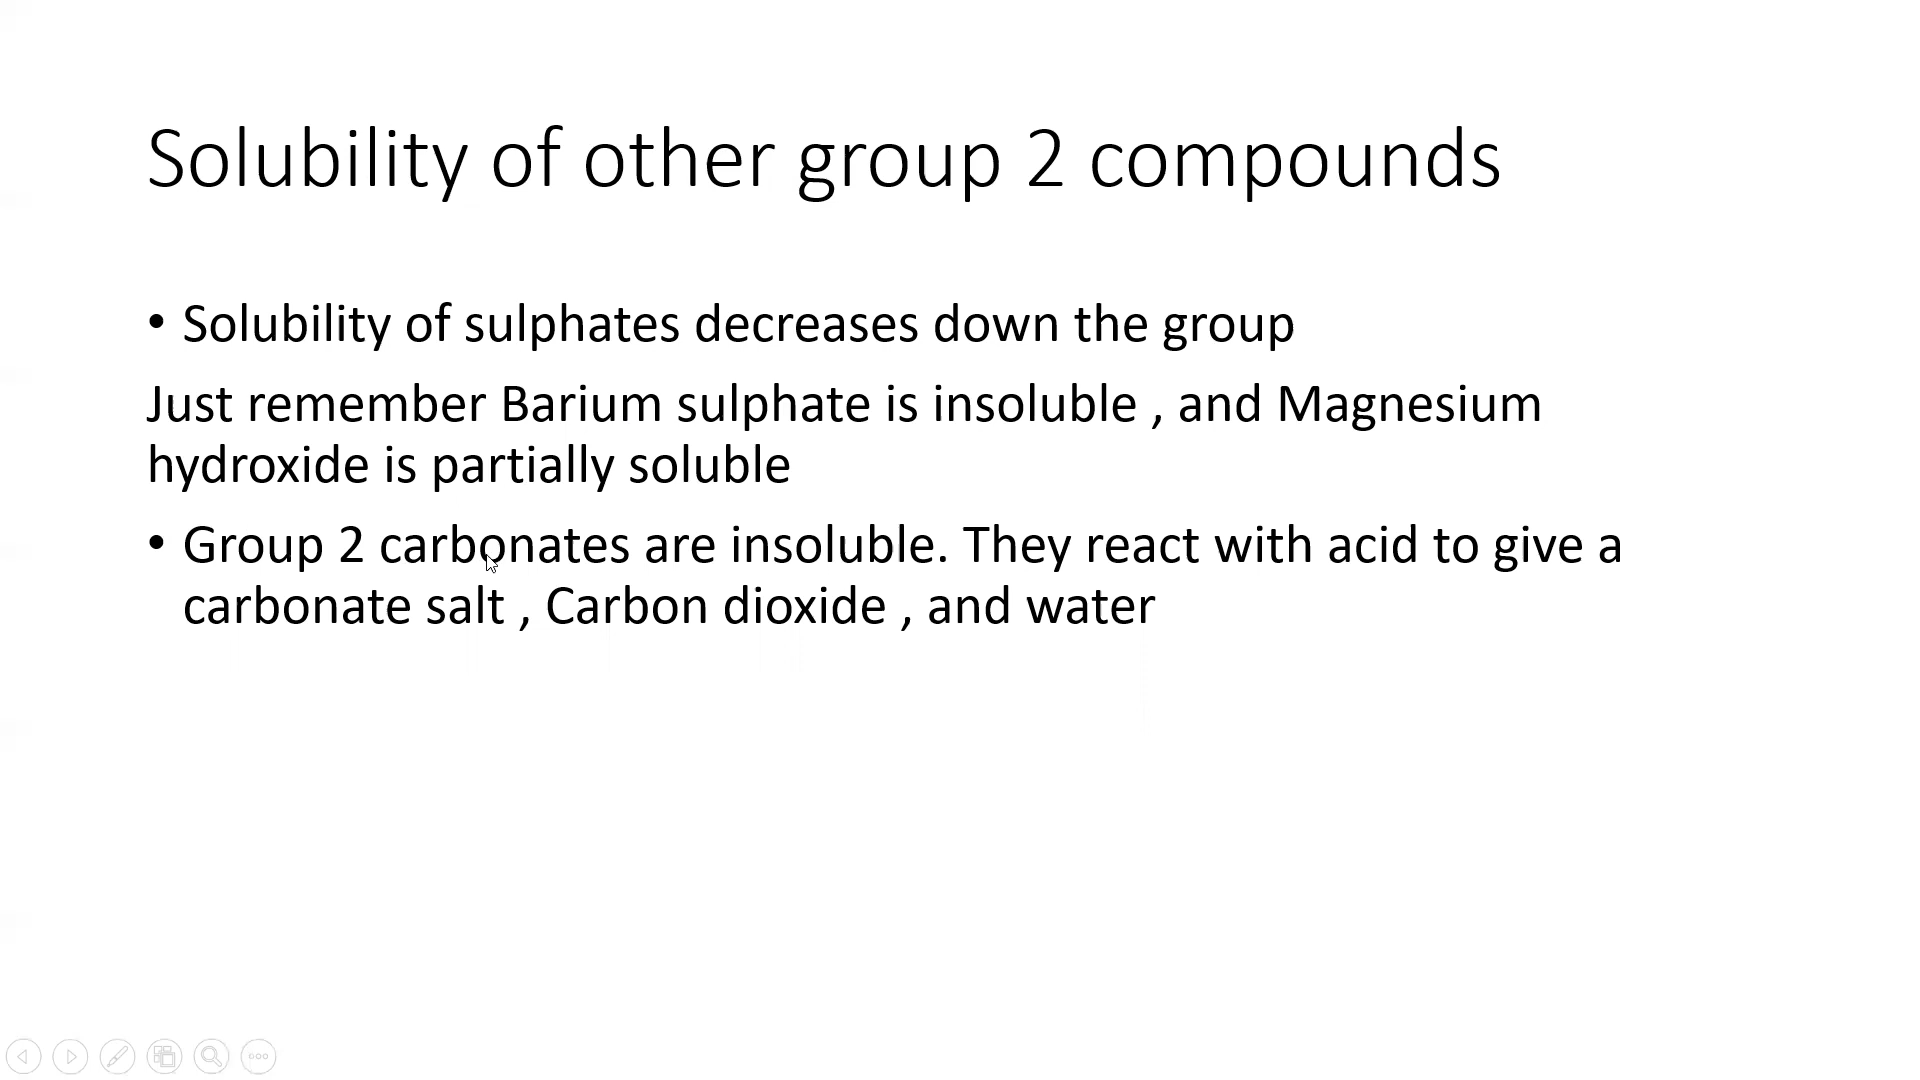 Solubility of other group 2 compounds
• Solubility of sulphates decreases down the group
Just remember Barium sulphate is insoluble , and Magnesium
hydroxide is partially soluble
• Group 2 carbonates are insoluble. They react with acid to give a
carbonate salt , Carbon dioxide , and water